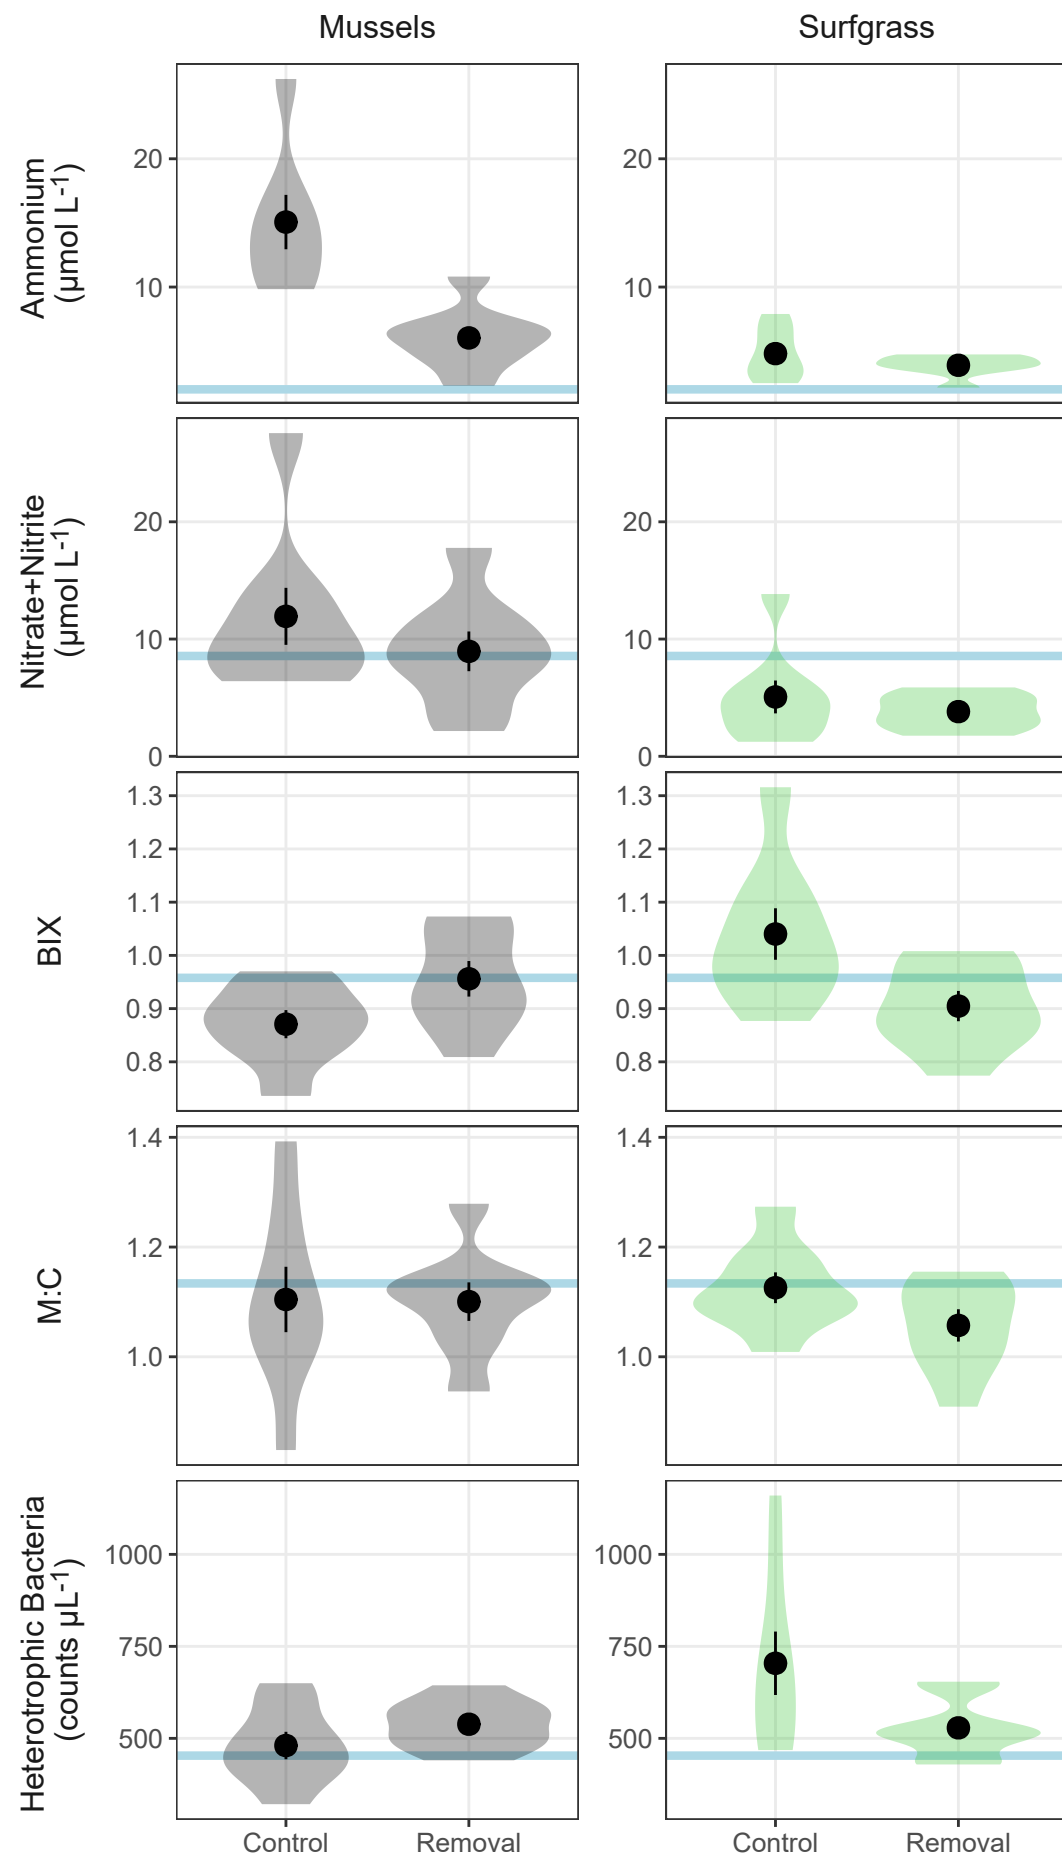 Mussels
Surfgrass
Ammonium
(µmol L⁻¹)
20
10
20
10
Nitrate+Nitrite
(µmol L⁻¹)
20
10
0
20
10
0
BIX
1.3
1.2
1.1
1.0
0.9
0.8
1.3
1.2
1.1
1.0
0.9
0.8
M:C
1.4
1.2
1.0
1.4
1.2
1.0
Heterotrophic Bacteria
(counts µL⁻¹)
1000
750
500
1000
750
500
Control
Removal
Control
Removal